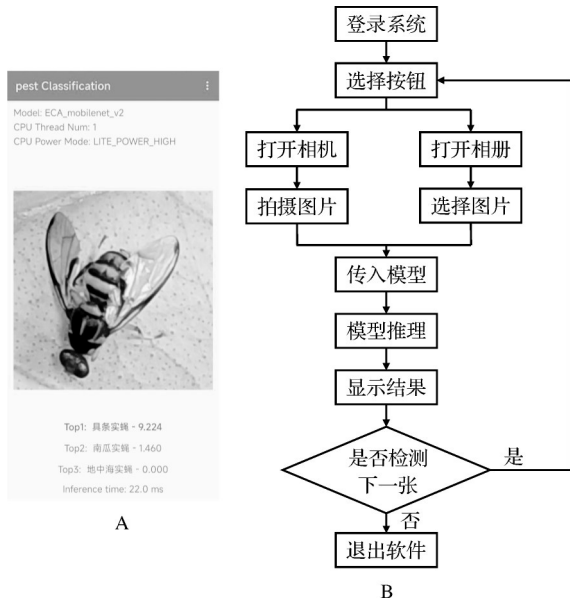 pest Classification
Model: ECA_mobilenet_v2
CPU Thread Num: 1
CPU Power Mode: LITE_POWER_HIGH
Top1: 具条实蝇 - 9.224
Top2: 南瓜实蝇 - 1.460
Top3: 地中海实蝇 - 0.000
Inference time: 22.0 ms
A
登录系统
选择按钮
打开相机
打开相册
拍摄图片
选择图片
传入模型
模型推理
显示结果
是否检测
下一张
是
否
退出软件
B